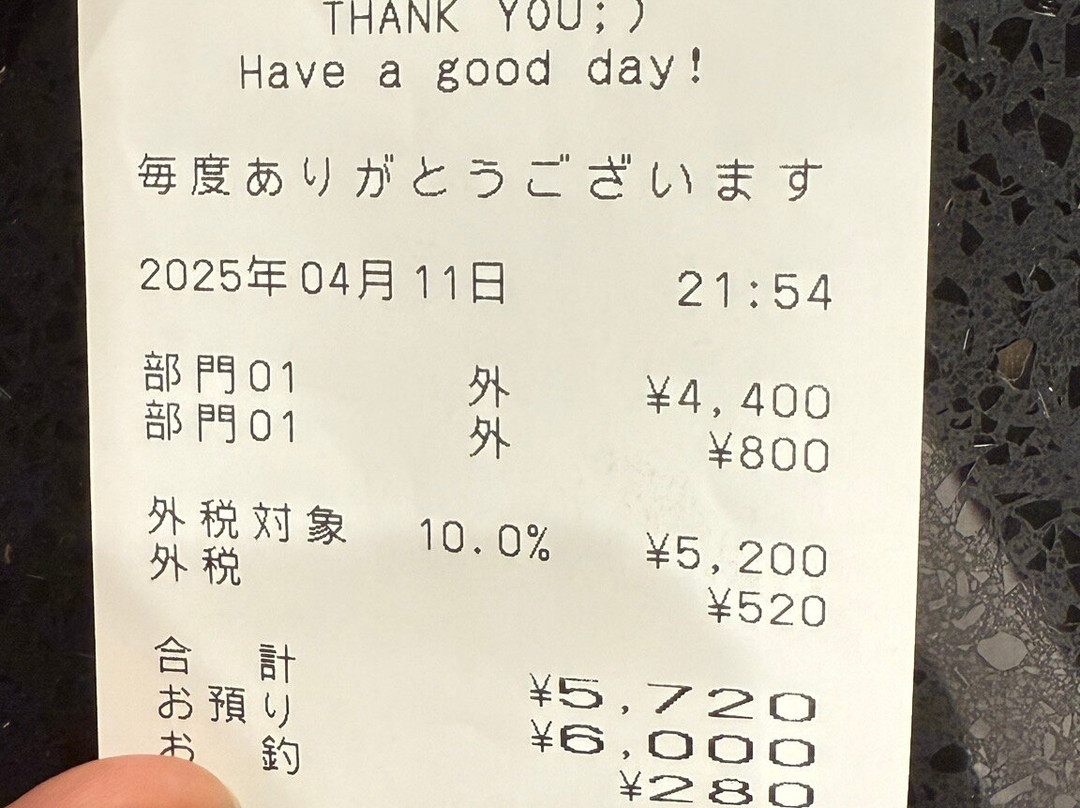 THANK YOU;)
Have a good day!
毎度ありがとうございます
2025年04月11日 21:54
部門01 外 ¥4,400
部門01 外 ¥800
外税対象 10.0% ¥5,200
外税 ¥520
合 計 ¥5,720
お預り ¥6,000
お 釣 ¥280